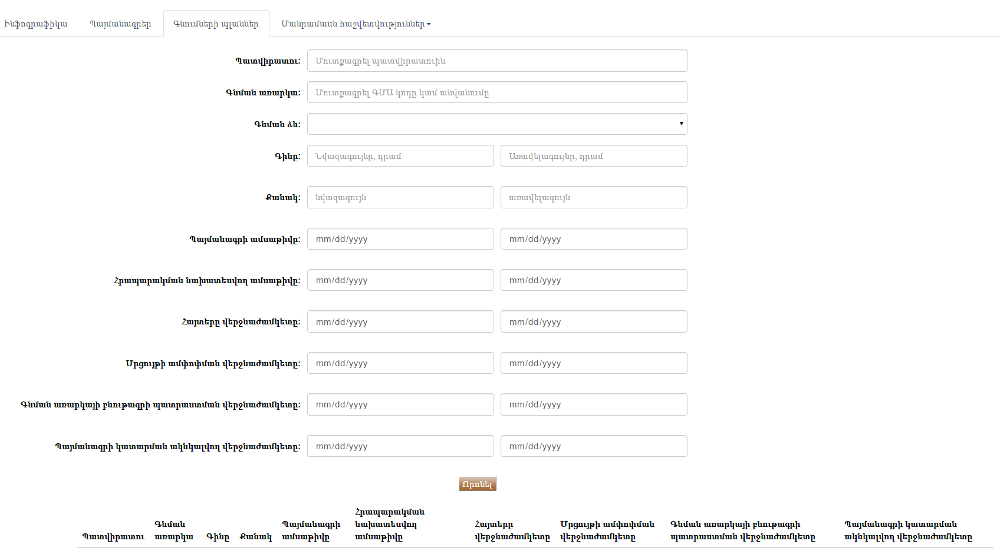 Ինֆոգրաֆիկա Պայմանագրեր Գնումների պլաններ Մանրամասն հաշվետվություններ
Պատվիրատու: Մուտքագրել պատվիրատուին
Գնման առարկա: Մուտքագրել ԳՄԱ կոդը կամ անվանումը
Գնման ձև:
Գինը: Նվազագույնը, դրամ Առավելագույնը, դրամ
Քանակ: նվազագույն առավելագույն
Պայմանագրի ամսաթիվը: mm/dd/yyyy mm/dd/yyyy
Հրապարակման նախատեսվող ամսաթիվը: mm/dd/yyyy mm/dd/yyyy
Հայտերը վերջնաժամկետը: mm/dd/yyyy mm/dd/yyyy
Մրցույթի ամփոփման վերջնաժամկետը: mm/dd/yyyy mm/dd/yyyy
Գնման առարկայի բնութագրի պատրաստման վերջնաժամկետը: mm/dd/yyyy mm/dd/yyyy
Պայմանագրի կատարման ակնկալվող վերջնաժամկետը: mm/dd/yyyy mm/dd/yyyy
Որոնել
Պատվիրատու
Գնման
առարկա
Գինը
Քանակ
Պայմանագրի
ամսաթիվը
Հրապարակման
նախատեսվող
ամսաթիվը
Հայտերը
վերջնաժամկետը
Մրցույթի ամփոփման
վերջնաժամկետը
Գնման առարկայի բնութագրի
պատրաստման վերջնաժամկետը
Պայմանագրի կատարման
ակնկալվող վերջնաժամկետը